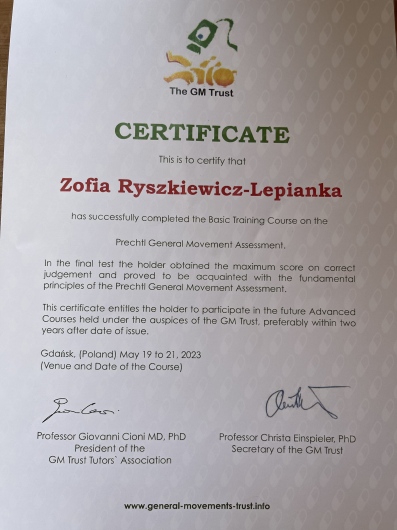 The GM Trust
CERTIFICATE
This is to certify that
Zofia Ryszkiewicz-Lepianka
has successfully completed the Basic Training Course on the
Prechtl General Movement Assessment.
In the final test the holder obtained the maximum score on correct
judgement and proved to be acquainted with the fundamental
principles of the Prechtl General Movement Assessment.
This certificate entitles the holder to participate in the future Advanced
Courses held under the auspices of the GM Trust, preferably within two
years after date of issue.
Gdańsk, (Poland) May 19 to 21, 2023
(Venue and Date of the Course)
Professor Giovanni Cioni MD, PhD
President of the
GM Trust Tutors` Association
Professor Christa Einspieler, PhD
Secretary of the GM Trust
www.general-movements-trust.info